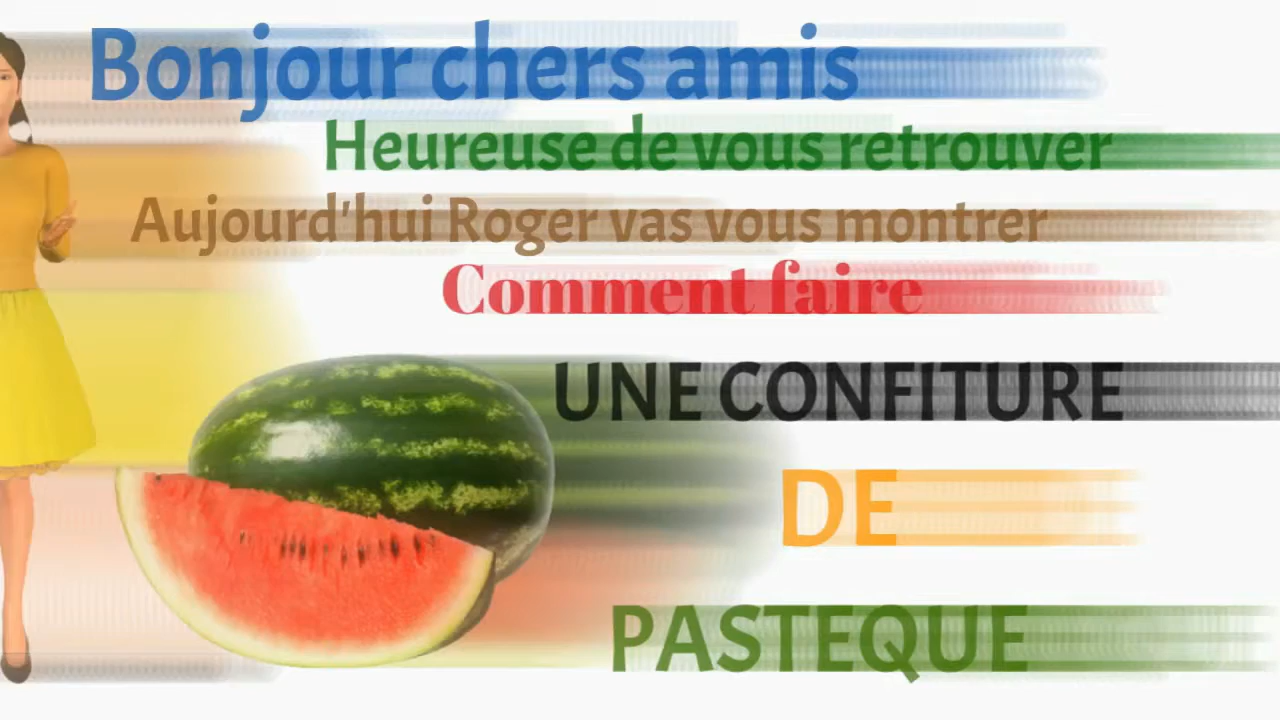 Bonjour chers amis
Heureuse de vous retrouver
Aujourd'hui Roger vas vous montrer
Comment faire
UNE CONFITURE
DE
PASTEQUE